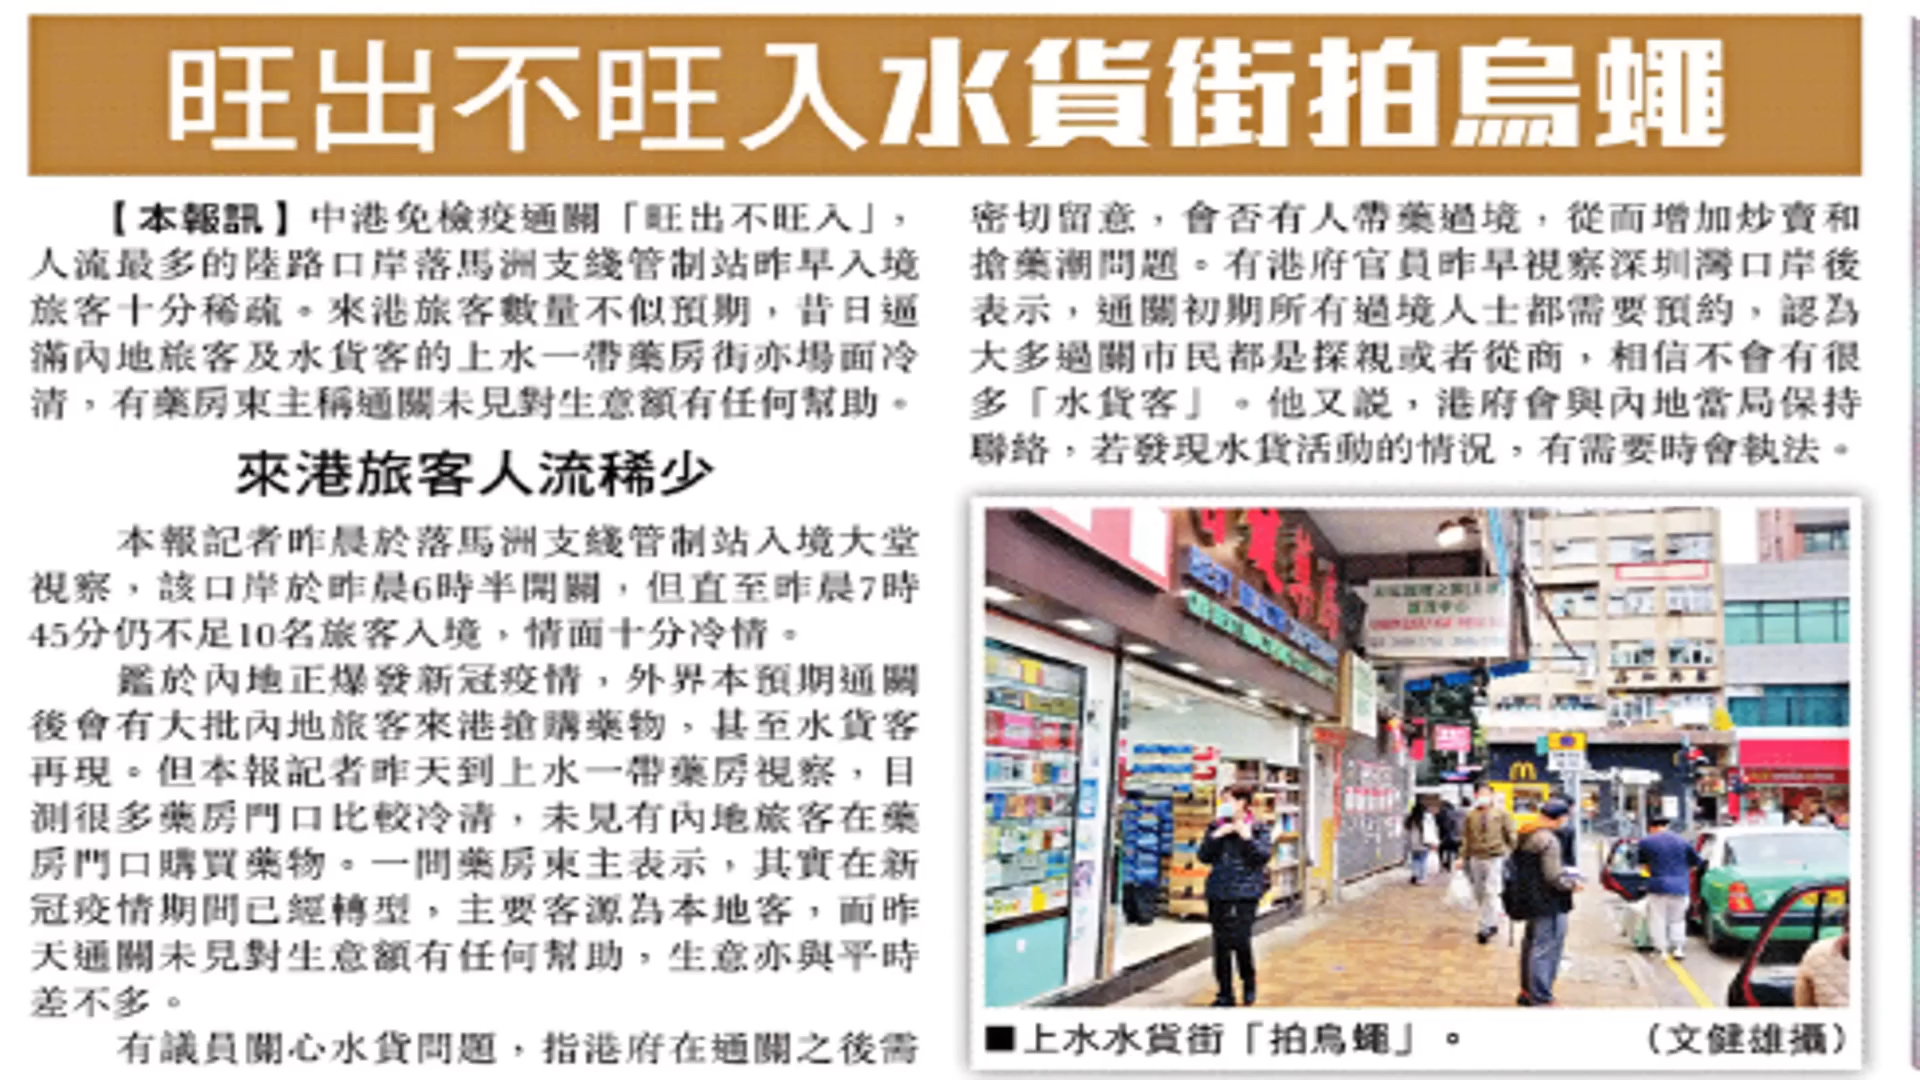 旺出不旺入水貨街拍烏蠅
【本報訊】中港免檢疫通關「旺出不旺入」，
人流最多的陸路口岸落馬洲支綫管制站昨早入境
旅客十分稀疏。來港旅客數量不似預期，昔日逼
滿內地旅客及水貨客的上水一帶藥房街亦場面冷
清，有藥房東主稱通關未見對生意額有任何幫助。
來港旅客人流稀少
本報記者昨晨於落馬洲支綫管制站入境大堂
視察，該口岸於昨晨6時半開關，但直至昨晨7時
45分仍不足10名旅客入境，情面十分冷情。
鑑於內地正爆發新冠疫情，外界本預期通關
後會有大批內地旅客來港搶購藥物，甚至水貨客
再現。但本報記者昨天到上水一帶藥房視察，目
測很多藥房門口比較冷清，未見有內地旅客在藥
房門口購買藥物。一間藥房東主表示，其實在新
冠疫情期間已經轉型，主要客源為本地客，而昨
天通關未見對生意額有任何幫助，生意亦與平時
差不多。
有議員關心水貨問題，指港府在通關之後需
密切留意，會否有人帶藥過境，從而增加炒賣和
搶藥潮問題。有港府官員昨早視察深圳灣口岸後
表示，通關初期所有過境人士都需要預約，認為
大多過關市民都是探親或者從商，相信不會有很
多「水貨客」。他又説，港府會與內地當局保持
聯絡，若發現水貨活動的情況，有需要時會執法。
■上水水貨街「拍烏蠅」。　（文健雄攝）